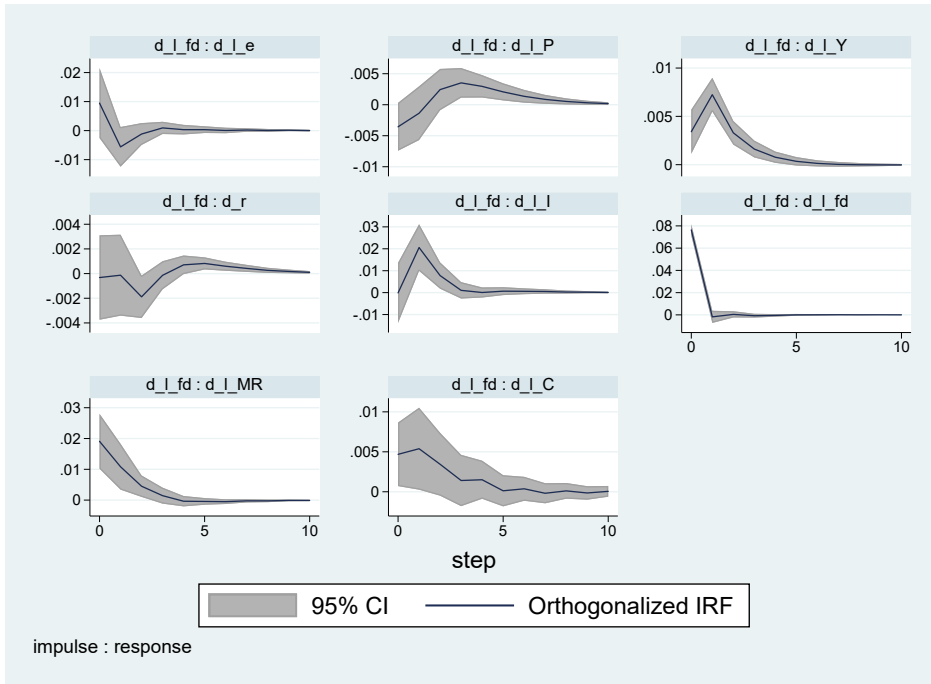 d_l_fd : d_l_e
d_l_fd : d_l_P
d_l_fd : d_l_Y
.02
.01
0
-.01
.005
0
-.005
-.01
.01
.005
0
d_l_fd : d_r
d_l_fd : d_l_I
d_l_fd : d_l_fd
.004
.002
0
-.002
-.004
.03
.02
.01
0
-.01
.08
.06
.04
.02
0
0 5 10
d_l_fd : d_l_MR
d_l_fd : d_l_C
.03
.02
.01
0
0 5 10
.01
.005
0
0 5 10
step
95% CI Orthogonalized IRF
impulse : response